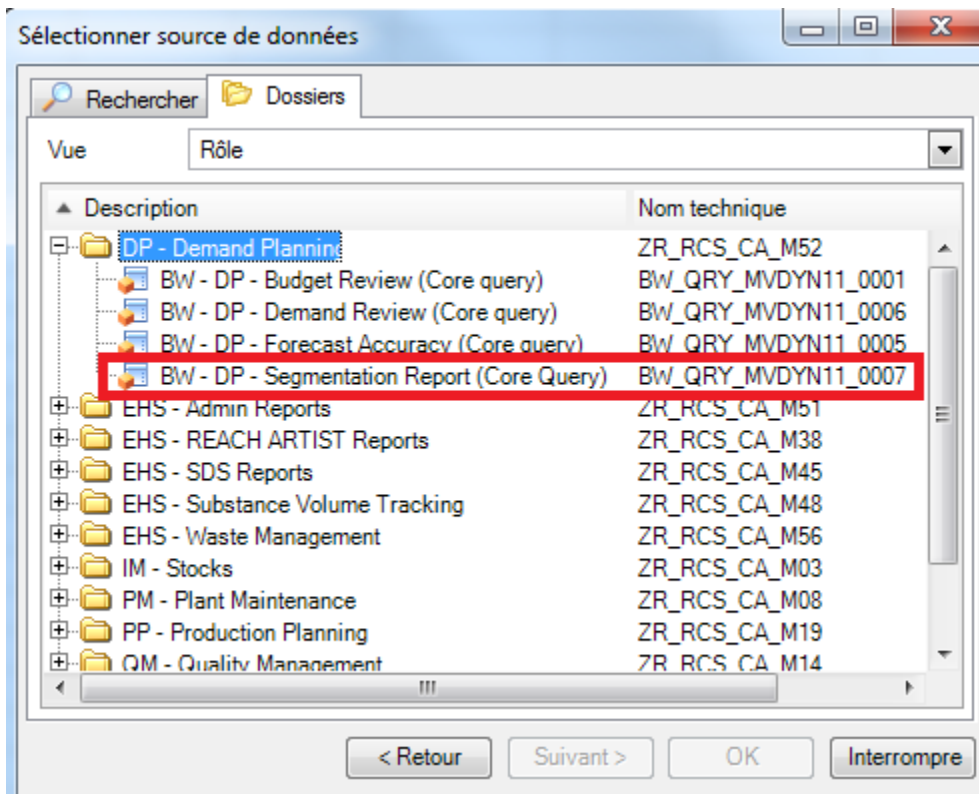 Sélectionner source de données
Rechercher Dossiers
Vue Rôle
Description Nom technique
DP - Demand Planning ZR_RCS_CA_M52
BW - DP - Budget Review (Core query) BW_QRY_MVDYN11_0001
BW - DP - Demand Review (Core query) BW_QRY_MVDYN11_0006
BW - DP - Forecast Accuracy (Core query) BW_QRY_MVDYN11_0005
BW - DP - Segmentation Report (Core Query) BW_QRY_MVDYN11_0007
EHS - Admin Reports ZR_RCS_CA_M51
EHS - REACH ARTIST Reports ZR_RCS_CA_M38
EHS - SDS Reports ZR_RCS_CA_M45
EHS - Substance Volume Tracking ZR_RCS_CA_M48
EHS - Waste Management ZR_RCS_CA_M56
IM - Stocks ZR_RCS_CA_M03
PM - Plant Maintenance ZR_RCS_CA_M08
PP - Production Planning ZR_RCS_CA_M19
QM - Quality Management ZR_RCS_CA_M14
< Retour Suivant > OK Interrompre